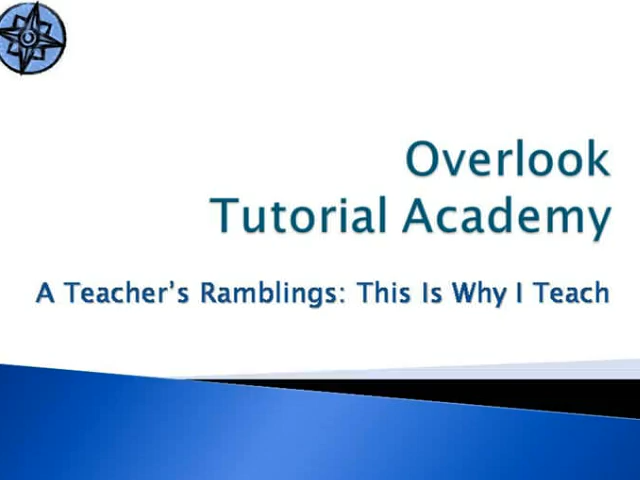 Overlook
Tutorial Academy
A Teacher's Ramblings: This Is Why I Teach